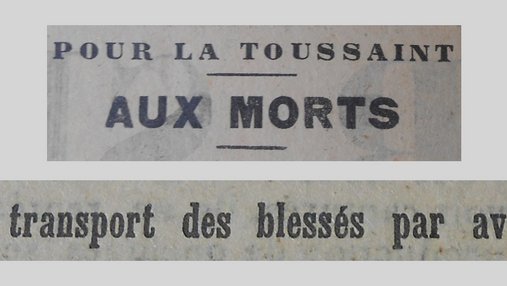 POUR LA TOUSSAINT
AUX MORTS
transport des blessés par av